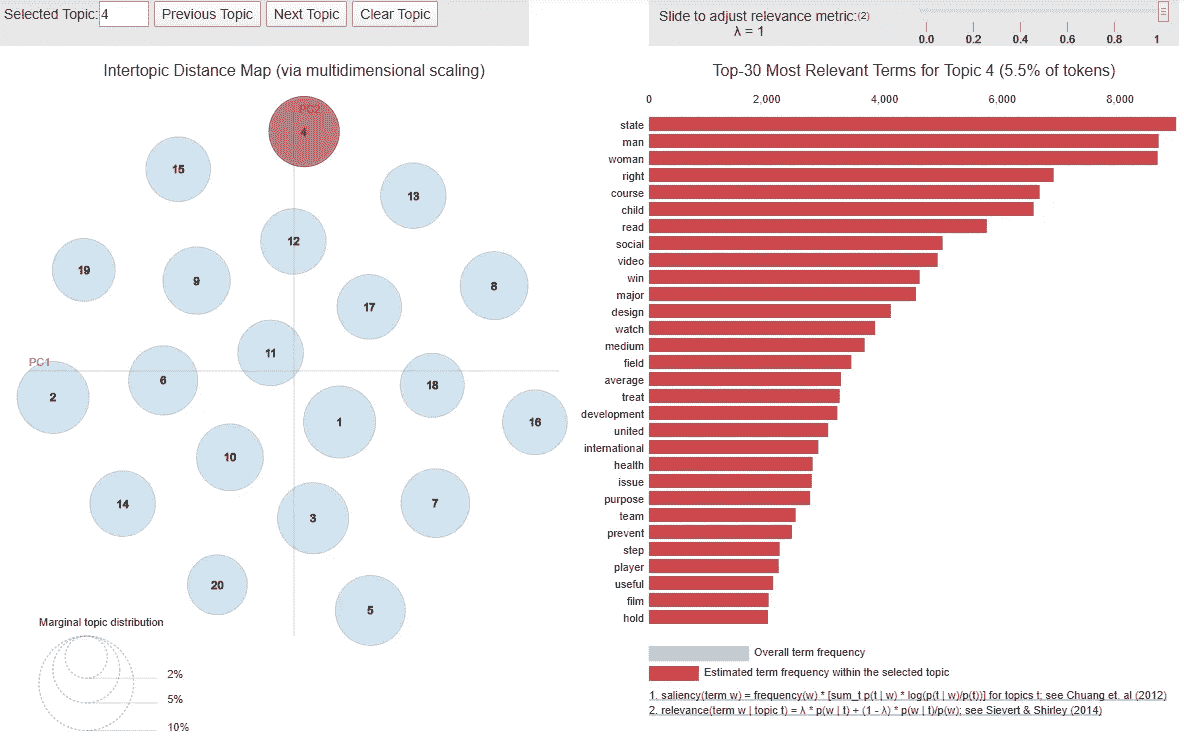 Selected Topic: 4 Previous Topic Next Topic Clear Topic
Slide to adjust relevance metric:(2)
λ = 1
0.0 0.2 0.4 0.6 0.8 1
Intertopic Distance Map (via multidimensional scaling)
PC2
4
15
13
12
19
9
8
17
11
PC1
6
18
2
1
16
10
14
7
3
20
5
Marginal topic distribution
2%
5%
10%
Top-30 Most Relevant Terms for Topic 4 (5.5% of tokens)
0 2,000 4,000 6,000 8,000
state
man
woman
right
course
child
read
social
video
win
major
design
watch
medium
field
average
treat
development
united
international
health
issue
purpose
team
prevent
step
player
useful
film
hold
Overall term frequency
Estimated term frequency within the selected topic
1. saliency(term w) = frequency(w) * [sum_t p(t | w) * log(p(t | w)/p(t))] for topics t; see Chuang et. al (2012)
2. relevance(term w | topic t) = λ * p(w | t) + (1 - λ) * p(w | t)/p(w); see Sievert & Shirley (2014)